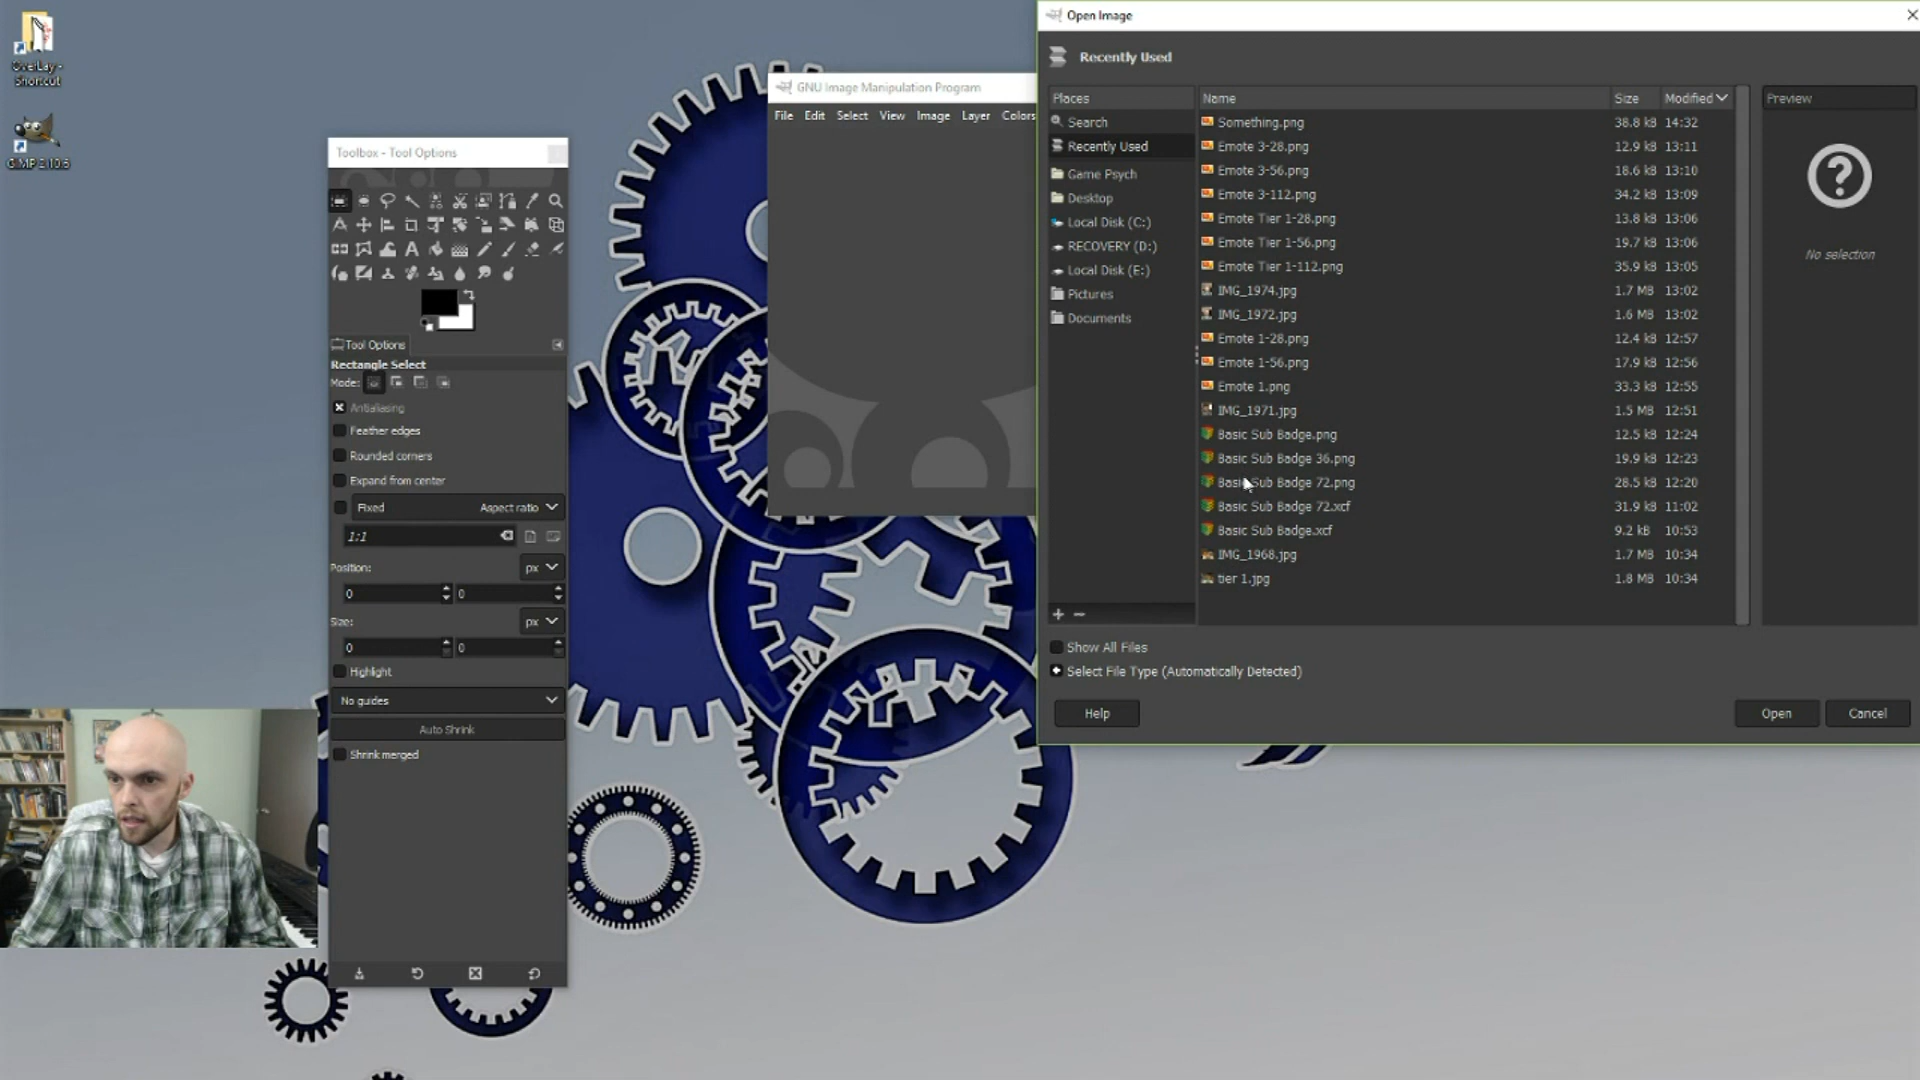 OverLay -
Shortcut
GIMP 2.10.6
Toolbox - Tool Options
Tool Options
Rectangle Select
Mode:
Antialiasing
Feather edges
Rounded corners
Expand from center
Fixed Aspect ratio
1:1
Position: px
0 0
Size: px
0 0
Highlight
No guides
Auto Shrink
Shrink merged
GNU Image Manipulation Program
File Edit Select View Image Layer Colors
Open Image
Recently Used
Places
Search
Recently Used
Game Psych
Desktop
Local Disk (C:)
RECOVERY (D:)
Local Disk (E:)
Pictures
Documents
Name Size Modified
Something.png 38.8 kB 14:32
Emote 3-28.png 12.9 kB 13:11
Emote 3-56.png 18.6 kB 13:10
Emote 3-112.png 34.2 kB 13:09
Emote Tier 1-28.png 13.8 kB 13:06
Emote Tier 1-56.png 19.7 kB 13:06
Emote Tier 1-112.png 35.9 kB 13:05
IMG_1974.jpg 1.7 MB 13:02
IMG_1972.jpg 1.6 MB 13:02
Emote 1-28.png 12.4 kB 12:57
Emote 1-56.png 17.9 kB 12:56
Emote 1.png 33.3 kB 12:55
IMG_1971.jpg 1.5 MB 12:51
Basic Sub Badge.png 12.5 kB 12:24
Basic Sub Badge 36.png 19.9 kB 12:23
Basic Sub Badge 72.png 28.5 kB 12:20
Basic Sub Badge 72.xcf 31.9 kB 11:02
Basic Sub Badge.xcf 9.2 kB 10:53
IMG_1968.jpg 1.7 MB 10:34
tier 1.jpg 1.8 MB 10:34
Preview
No selection
Show All Files
Select File Type (Automatically Detected)
Help Open Cancel